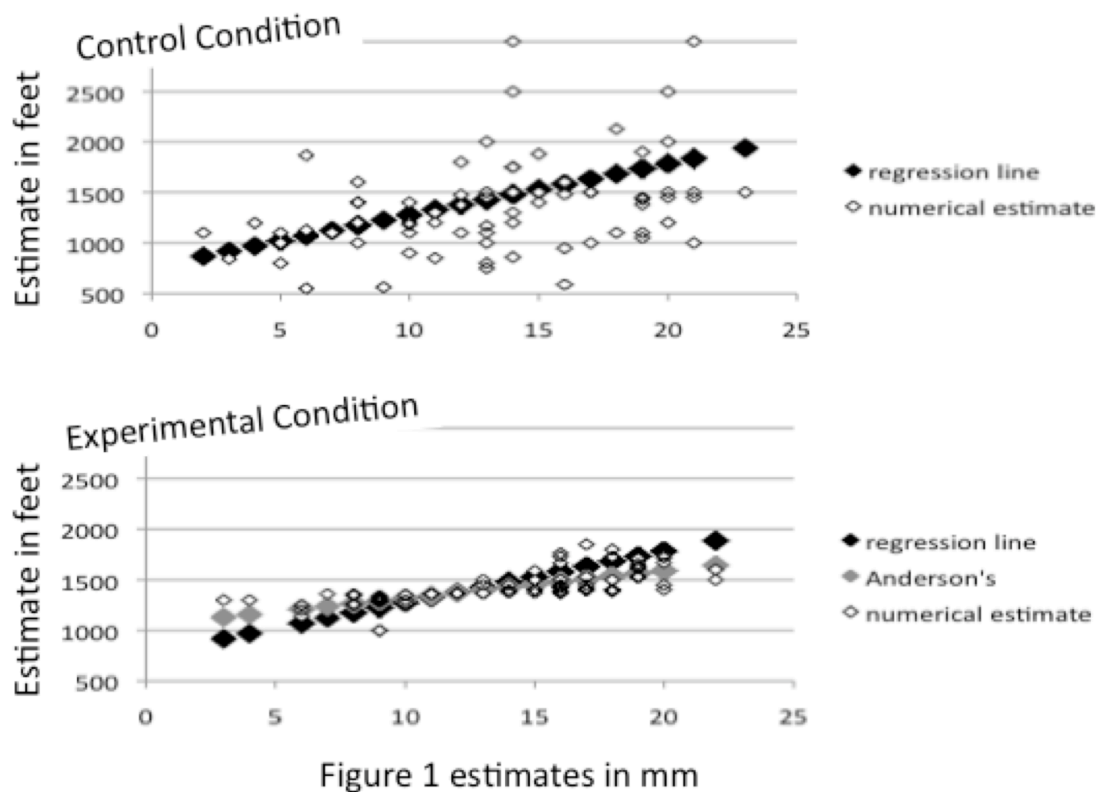 Control Condition
Estimate in feet
2500
2000
1500
1000
500
0 5 10 15 20 25
regression line
numerical estimate
Experimental Condition
Estimate in feet
2500
2000
1500
1000
500
0 5 10 15 20 25
regression line
Anderson's
numerical estimate
Figure 1 estimates in mm